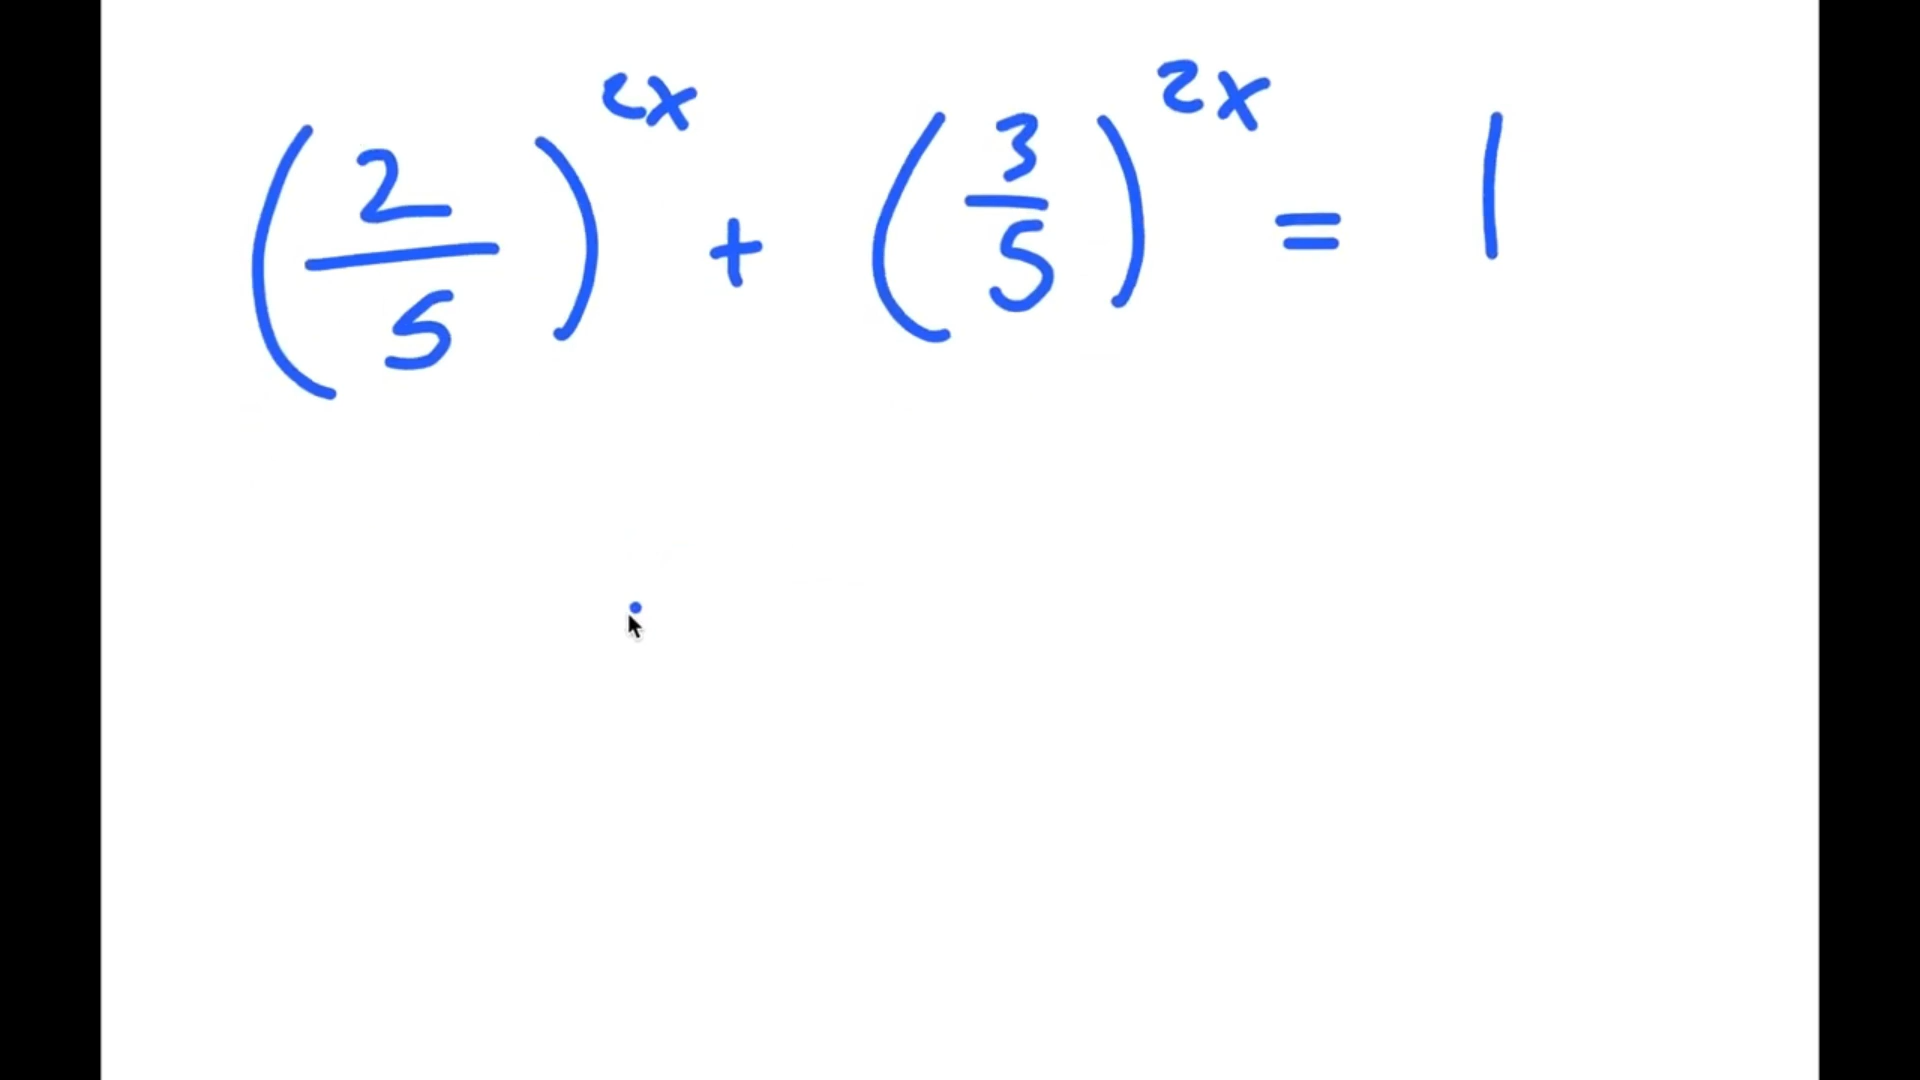 (2/5)^{2x} + (3/5)^{2x} = 1